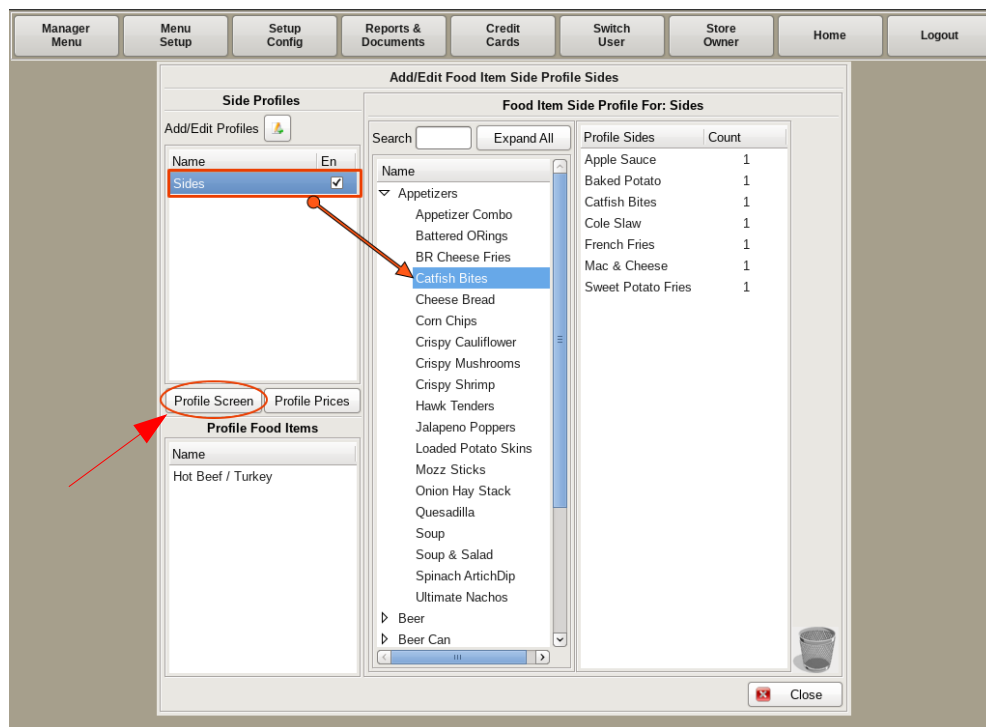 Manager Menu
Menu Setup
Setup Config
Reports & Documents
Credit Cards
Switch User
Store Owner
Home
Logout
Add/Edit Food Item Side Profile Sides
Side Profiles
Add/Edit Profiles
Name En
Sides
Profile Screen
Profile Prices
Profile Food Items
Name
Hot Beef / Turkey
Food Item Side Profile For: Sides
Search
Expand All
Name
Appetizers
Appetizer Combo
Battered ORings
BR Cheese Fries
Catfish Bites
Cheese Bread
Corn Chips
Crispy Cauliflower
Crispy Mushrooms
Crispy Shrimp
Hawk Tenders
Jalapeno Poppers
Loaded Potato Skins
Mozz Sticks
Onion Hay Stack
Quesadilla
Soup
Soup & Salad
Spinach ArtichDip
Ultimate Nachos
Beer
Beer Can
Profile Sides Count
Apple Sauce 1
Baked Potato 1
Catfish Bites 1
Cole Slaw 1
French Fries 1
Mac & Cheese 1
Sweet Potato Fries 1
Close